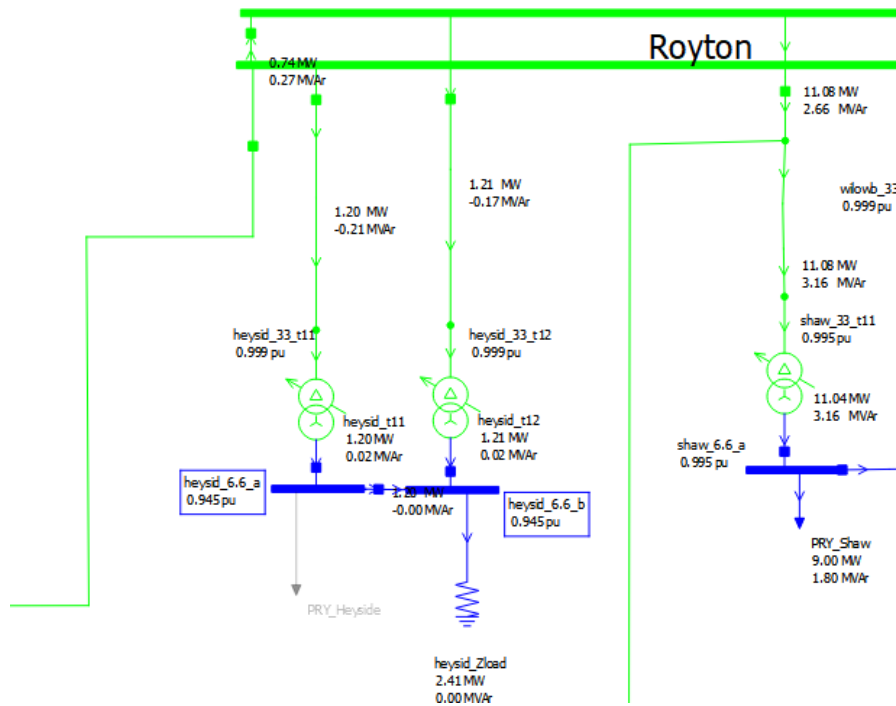 Royton
0.74 MW
0.27 MVAr
11.08 MW
2.66 MVAr
1.20 MW
-0.21 MVAr
1.21 MW
-0.17 MVAr
wilowb_33
0.999 pu
11.08 MW
3.16 MVAr
heysid_33_t11
0.999 pu
heysid_33_t12
0.999 pu
shaw_33_t11
0.995 pu
heysid_t11
1.20 MW
0.02 MVAr
heysid_t12
1.21 MW
0.02 MVAr
11.04 MW
3.16 MVAr
shaw_6.6_a
0.995 pu
heysid_6.6_a
0.945 pu
1.20 MW
-0.00 MVAr
heysid_6.6_b
0.945 pu
PRY_Heyside
PRY_Shaw
9.00 MW
1.80 MVAr
heysid_Zload
2.41 MW
0.00 MVAr